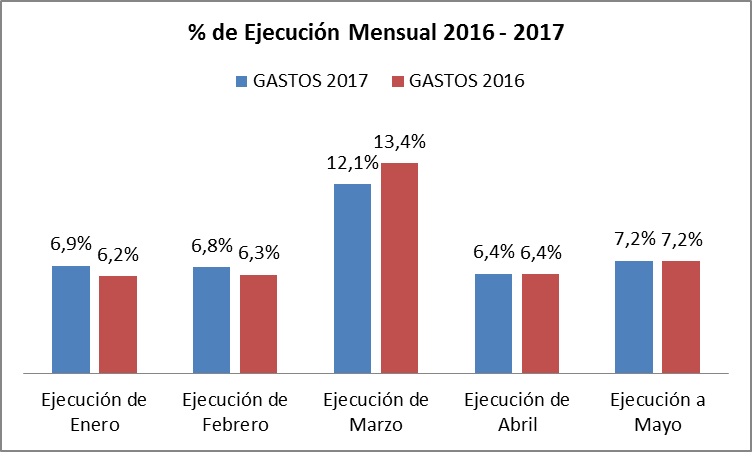 % de Ejecución Mensual 2016 - 2017
GASTOS 2017 GASTOS 2016
6,9% 6,2% 6,8% 6,3% 12,1% 13,4% 6,4% 6,4% 7,2% 7,2%
Ejecución de Enero
Ejecución de Febrero
Ejecución de Marzo
Ejecución de Abril
Ejecución a Mayo